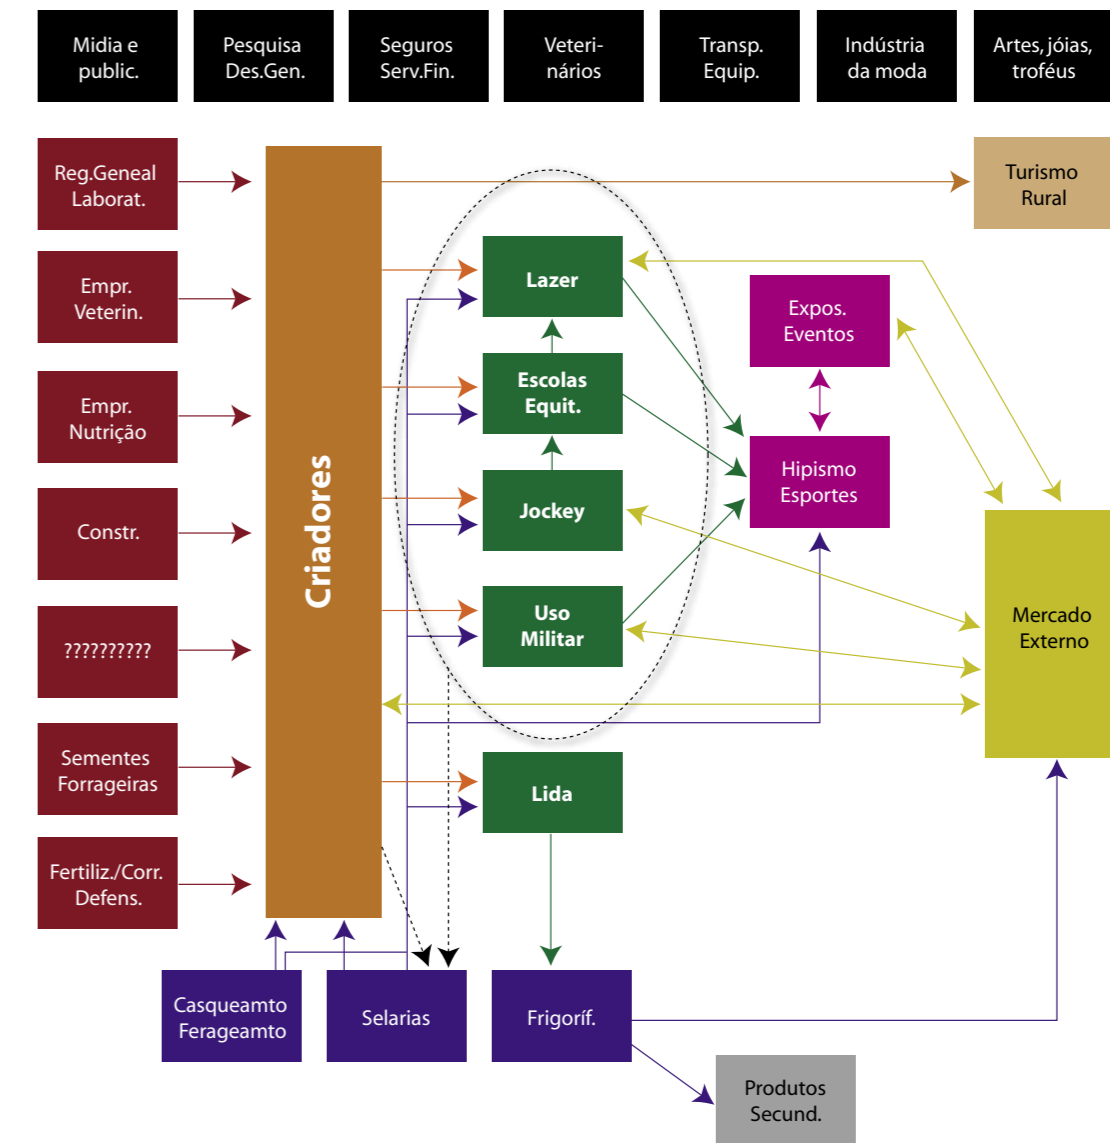 Midia e
public.
Pesquisa
Des.Gen.
Seguros
Serv.Fin.
Veteri-
nários
Transp.
Equip.
Indústria
da moda
Artes, jóias,
troféus
Reg.Geneal
Laborat.
Turismo
Rural
Empr.
Veterin.
Lazer
Expos.
Eventos
Empr.
Nutrição
Escolas
Equit.
Criadores
Hipismo
Esportes
Constr.
Jockey
??????????
Uso
Militar
Mercado
Externo
Sementes
Forrageiras
Lida
Fertiliz./Corr.
Defens.
Casqueamto
Ferageamto
Selarias
Frigoríf.
Produtos
Secund.